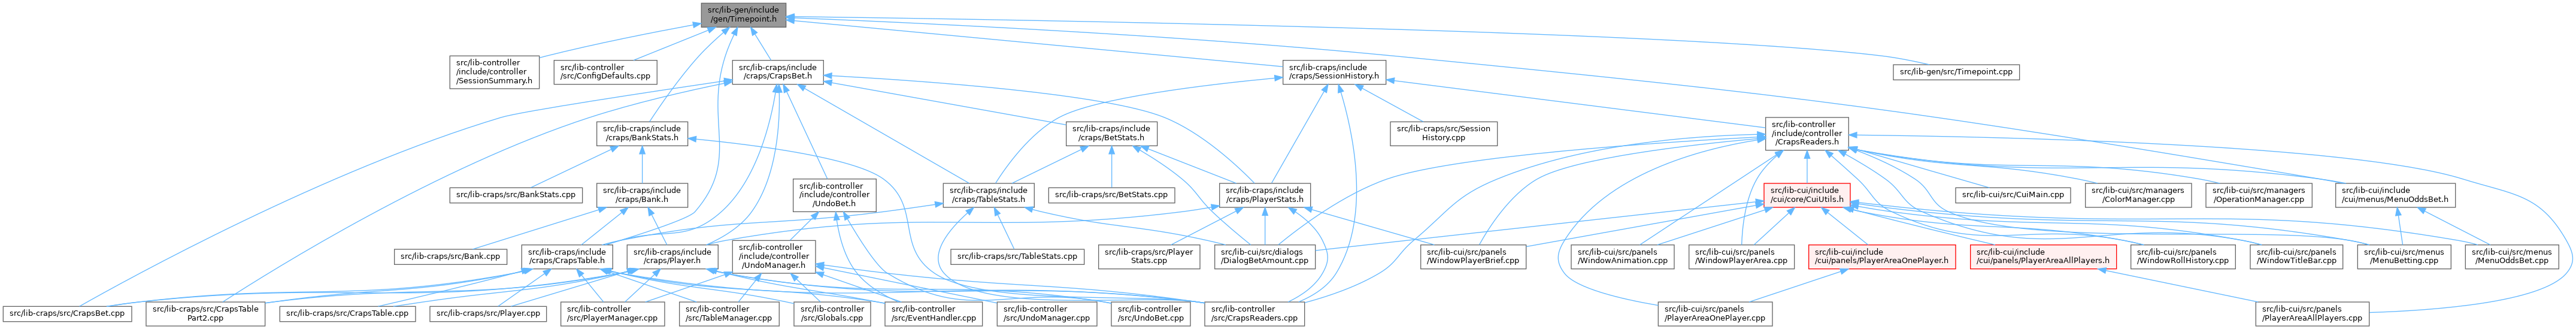 src/lib-gen/include
/gen/Timepoint.h
src/lib-controller
/include/controller
/SessionSummary.h
src/lib-controller
/src/ConfigDefaults.cpp
src/lib-craps/include
/craps/CrapsBet.h
src/lib-craps/include
/craps/SessionHistory.h
src/lib-gen/src/Timepoint.cpp
src/lib-craps/include
/craps/BankStats.h
src/lib-craps/include
/craps/BetStats.h
src/lib-craps/src/Session
History.cpp
src/lib-controller
/include/controller
/CrapsReaders.h
src/lib-craps/src/BankStats.cpp
src/lib-craps/include
/craps/Bank.h
src/lib-controller
/include/controller
/UndoBet.h
src/lib-craps/include
/craps/TableStats.h
src/lib-craps/src/BetStats.cpp
src/lib-craps/include
/craps/PlayerStats.h
src/lib-cui/include
/cui/core/CuiUtils.h
src/lib-cui/src/CuiMain.cpp
src/lib-cui/src/managers
/ColorManager.cpp
src/lib-cui/src/managers
/OperationManager.cpp
src/lib-cui/include
/cui/menus/MenuOddsBet.h
src/lib-craps/src/Bank.cpp
src/lib-craps/include
/craps/CrapsTable.h
src/lib-craps/include
/craps/Player.h
src/lib-controller
/include/controller
/UndoManager.h
src/lib-craps/src/TableStats.cpp
src/lib-craps/src/Player
Stats.cpp
src/lib-cui/src/dialogs
/DialogBetAmount.cpp
src/lib-cui/src/panels
/WindowPlayerBrief.cpp
src/lib-cui/src/panels
/WindowAnimation.cpp
src/lib-cui/src/panels
/WindowPlayerArea.cpp
src/lib-cui/include
/cui/panels/PlayerAreaOnePlayer.h
src/lib-cui/include
/cui/panels/PlayerAreaAllPlayers.h
src/lib-cui/src/panels
/WindowRollHistory.cpp
src/lib-cui/src/panels
/WindowTitleBar.cpp
src/lib-cui/src/menus
/MenuBetting.cpp
src/lib-cui/src/menus
/MenuOddsBet.cpp
src/lib-craps/src/CrapsBet.cpp
src/lib-craps/src/CrapsTable
Part2.cpp
src/lib-craps/src/CrapsTable.cpp
src/lib-craps/src/Player.cpp
src/lib-controller
/src/PlayerManager.cpp
src/lib-controller
/src/TableManager.cpp
src/lib-controller
/src/Globals.cpp
src/lib-controller
/src/EventHandler.cpp
src/lib-controller
/src/UndoManager.cpp
src/lib-controller
/src/UndoBet.cpp
src/lib-controller
/src/CrapsReaders.cpp
src/lib-cui/src/panels
/PlayerAreaOnePlayer.cpp
src/lib-cui/src/panels
/PlayerAreaAllPlayers.cpp